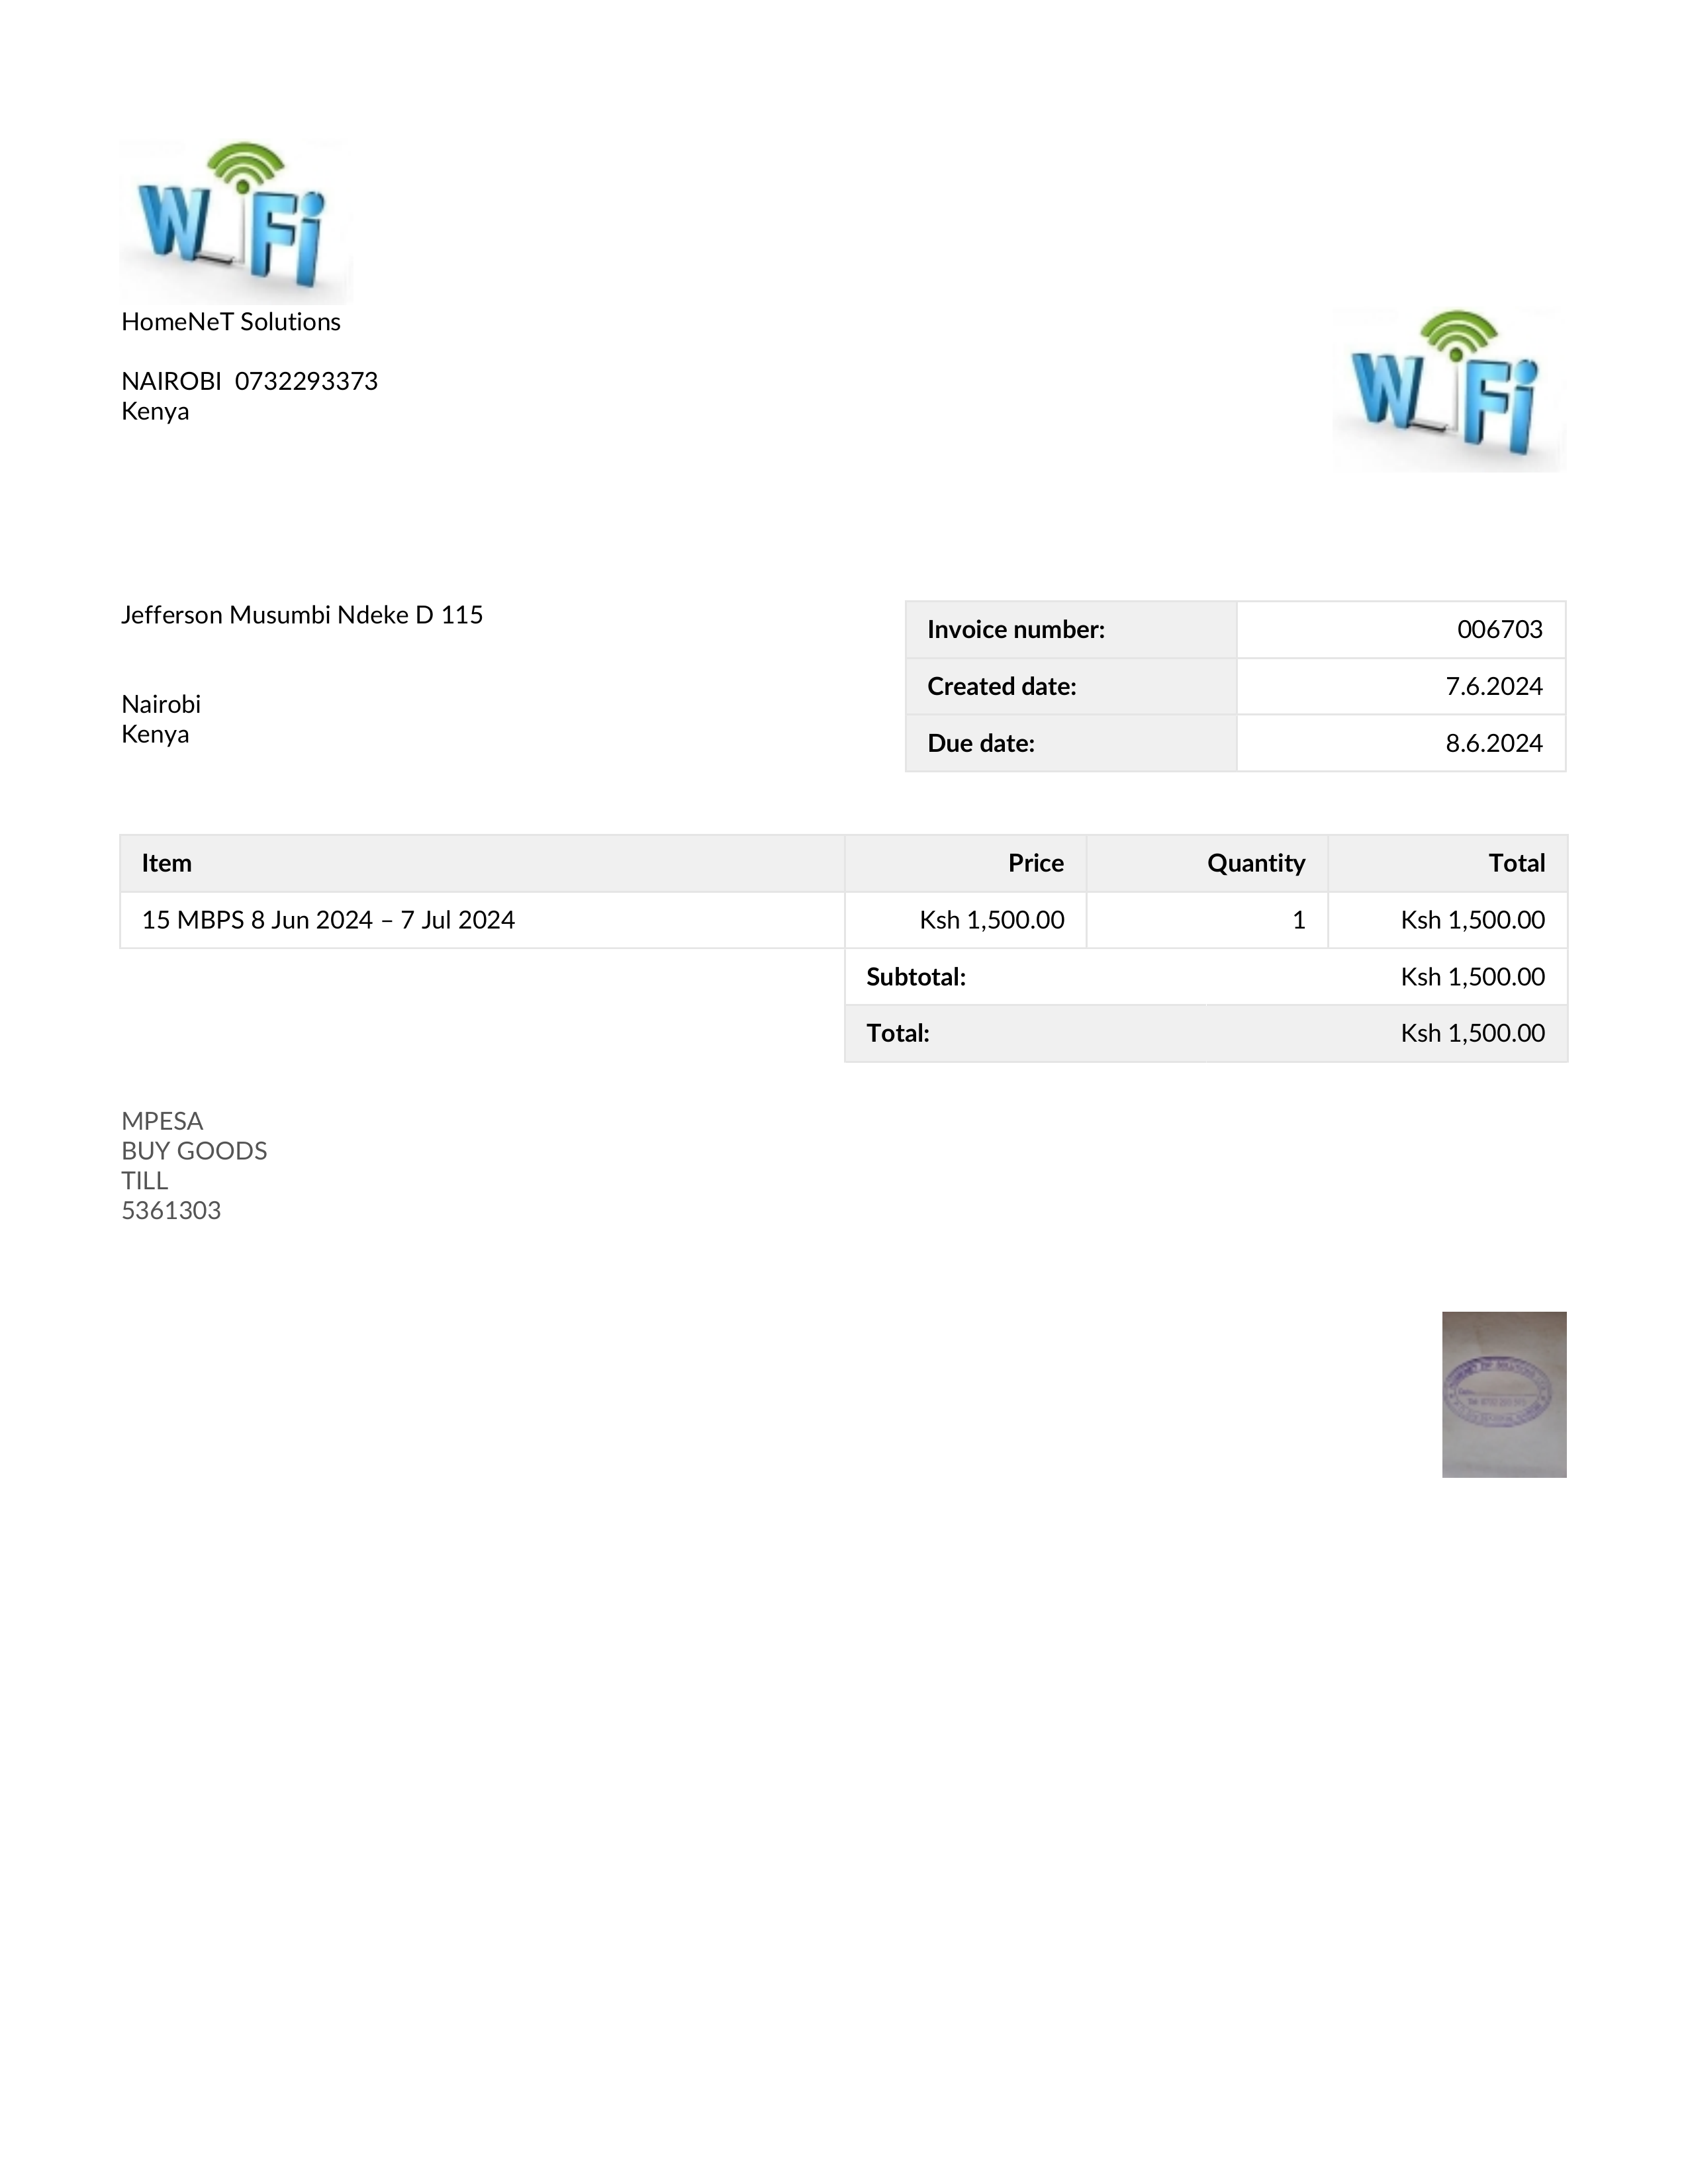 WiFi
HomeNeT Solutions
NAIROBI 0732293373
Kenya
WiFi
Jefferson Musumbi Ndeke D 115
Nairobi
Kenya
Invoice number: 006703
Created date: 7.6.2024
Due date: 8.6.2024
Item Price Quantity Total
15 MBPS 8 Jun 2024 – 7 Jul 2024 Ksh 1,500.00 1 Ksh 1,500.00
Subtotal: Ksh 1,500.00
Total: Ksh 1,500.00
MPESA
BUY GOODS
TILL
5361303